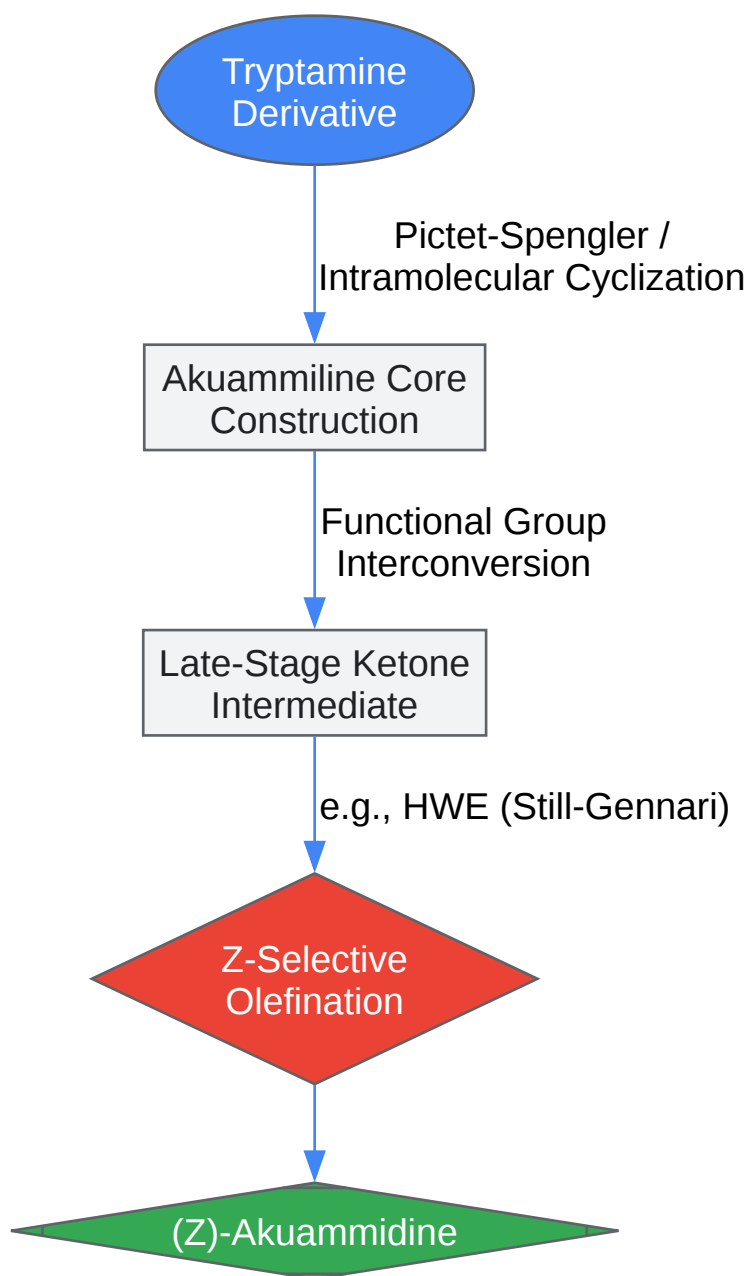 Tryptamine
Derivative
Pictet-Spengler /
Intramolecular Cyclization
Akuammiline Core
Construction
Functional Group
Interconversion
Late-Stage Ketone
Intermediate
e.g., HWE (Still-Gennari)
Z-Selective
Olefination
(Z)-Akuammidine